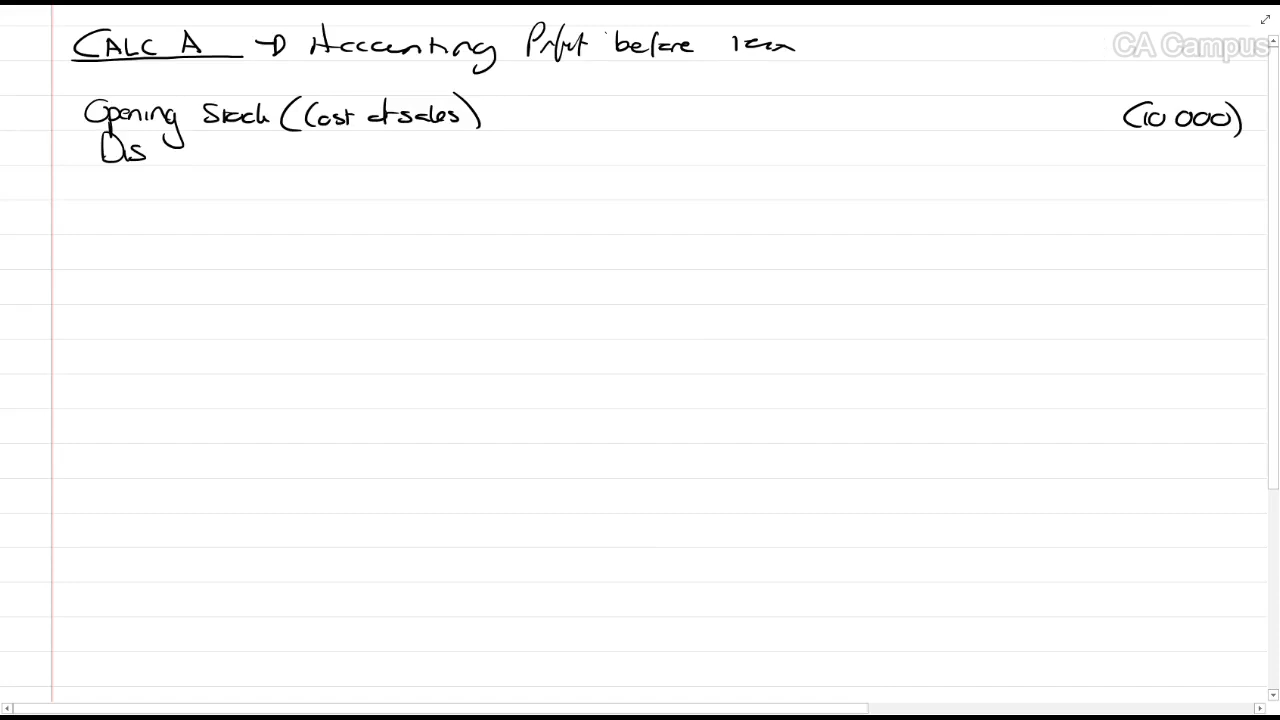 CALC A → Accounting Profit before tax
CA Campus
Opening Stock (Cost of sales) (10 000)
Dis